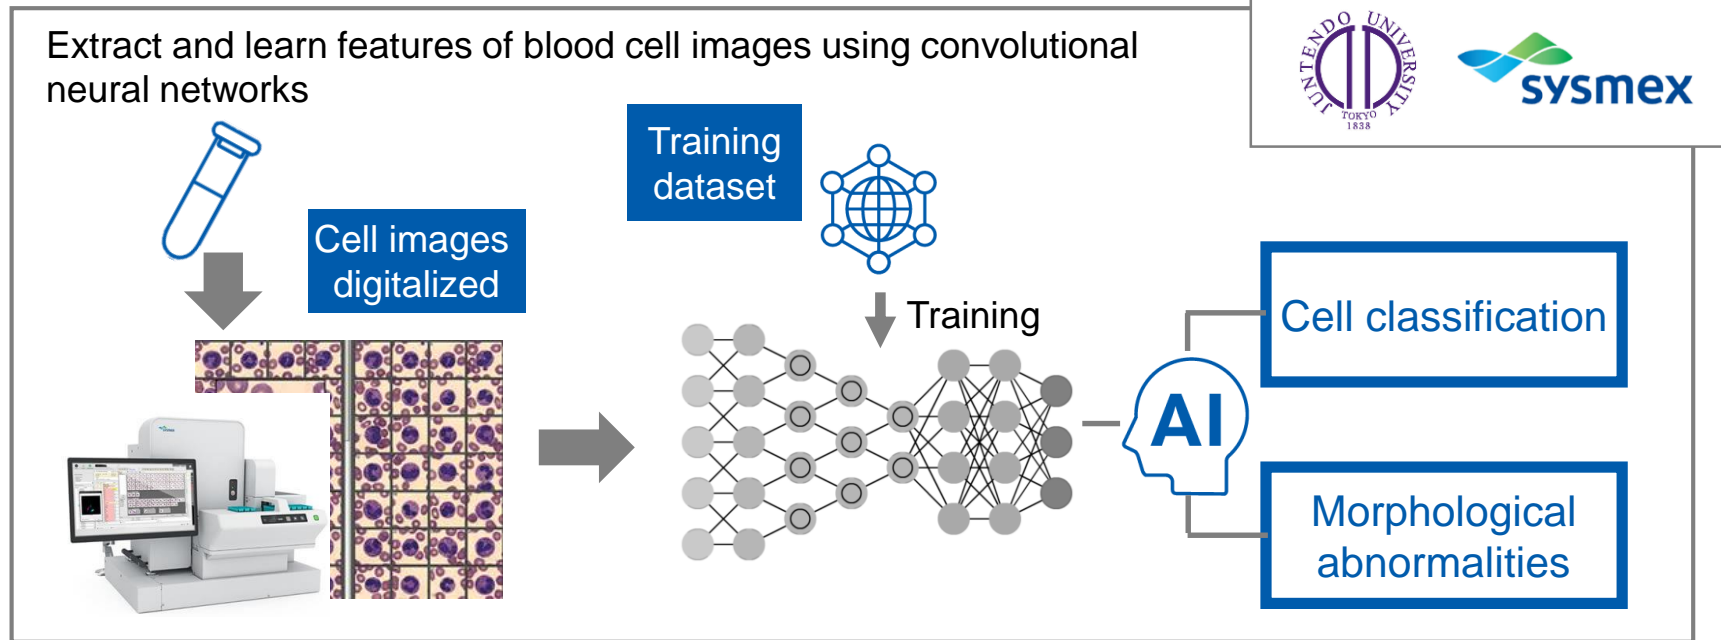 Extract and learn features of blood cell images using convolutional
neural networks
JUNTENDO UNIVERSITY
TOKYO
1838
sysmex
Training
dataset
Cell images
digitalized
Training
Cell classification
AI
Morphological
abnormalities
sysmex